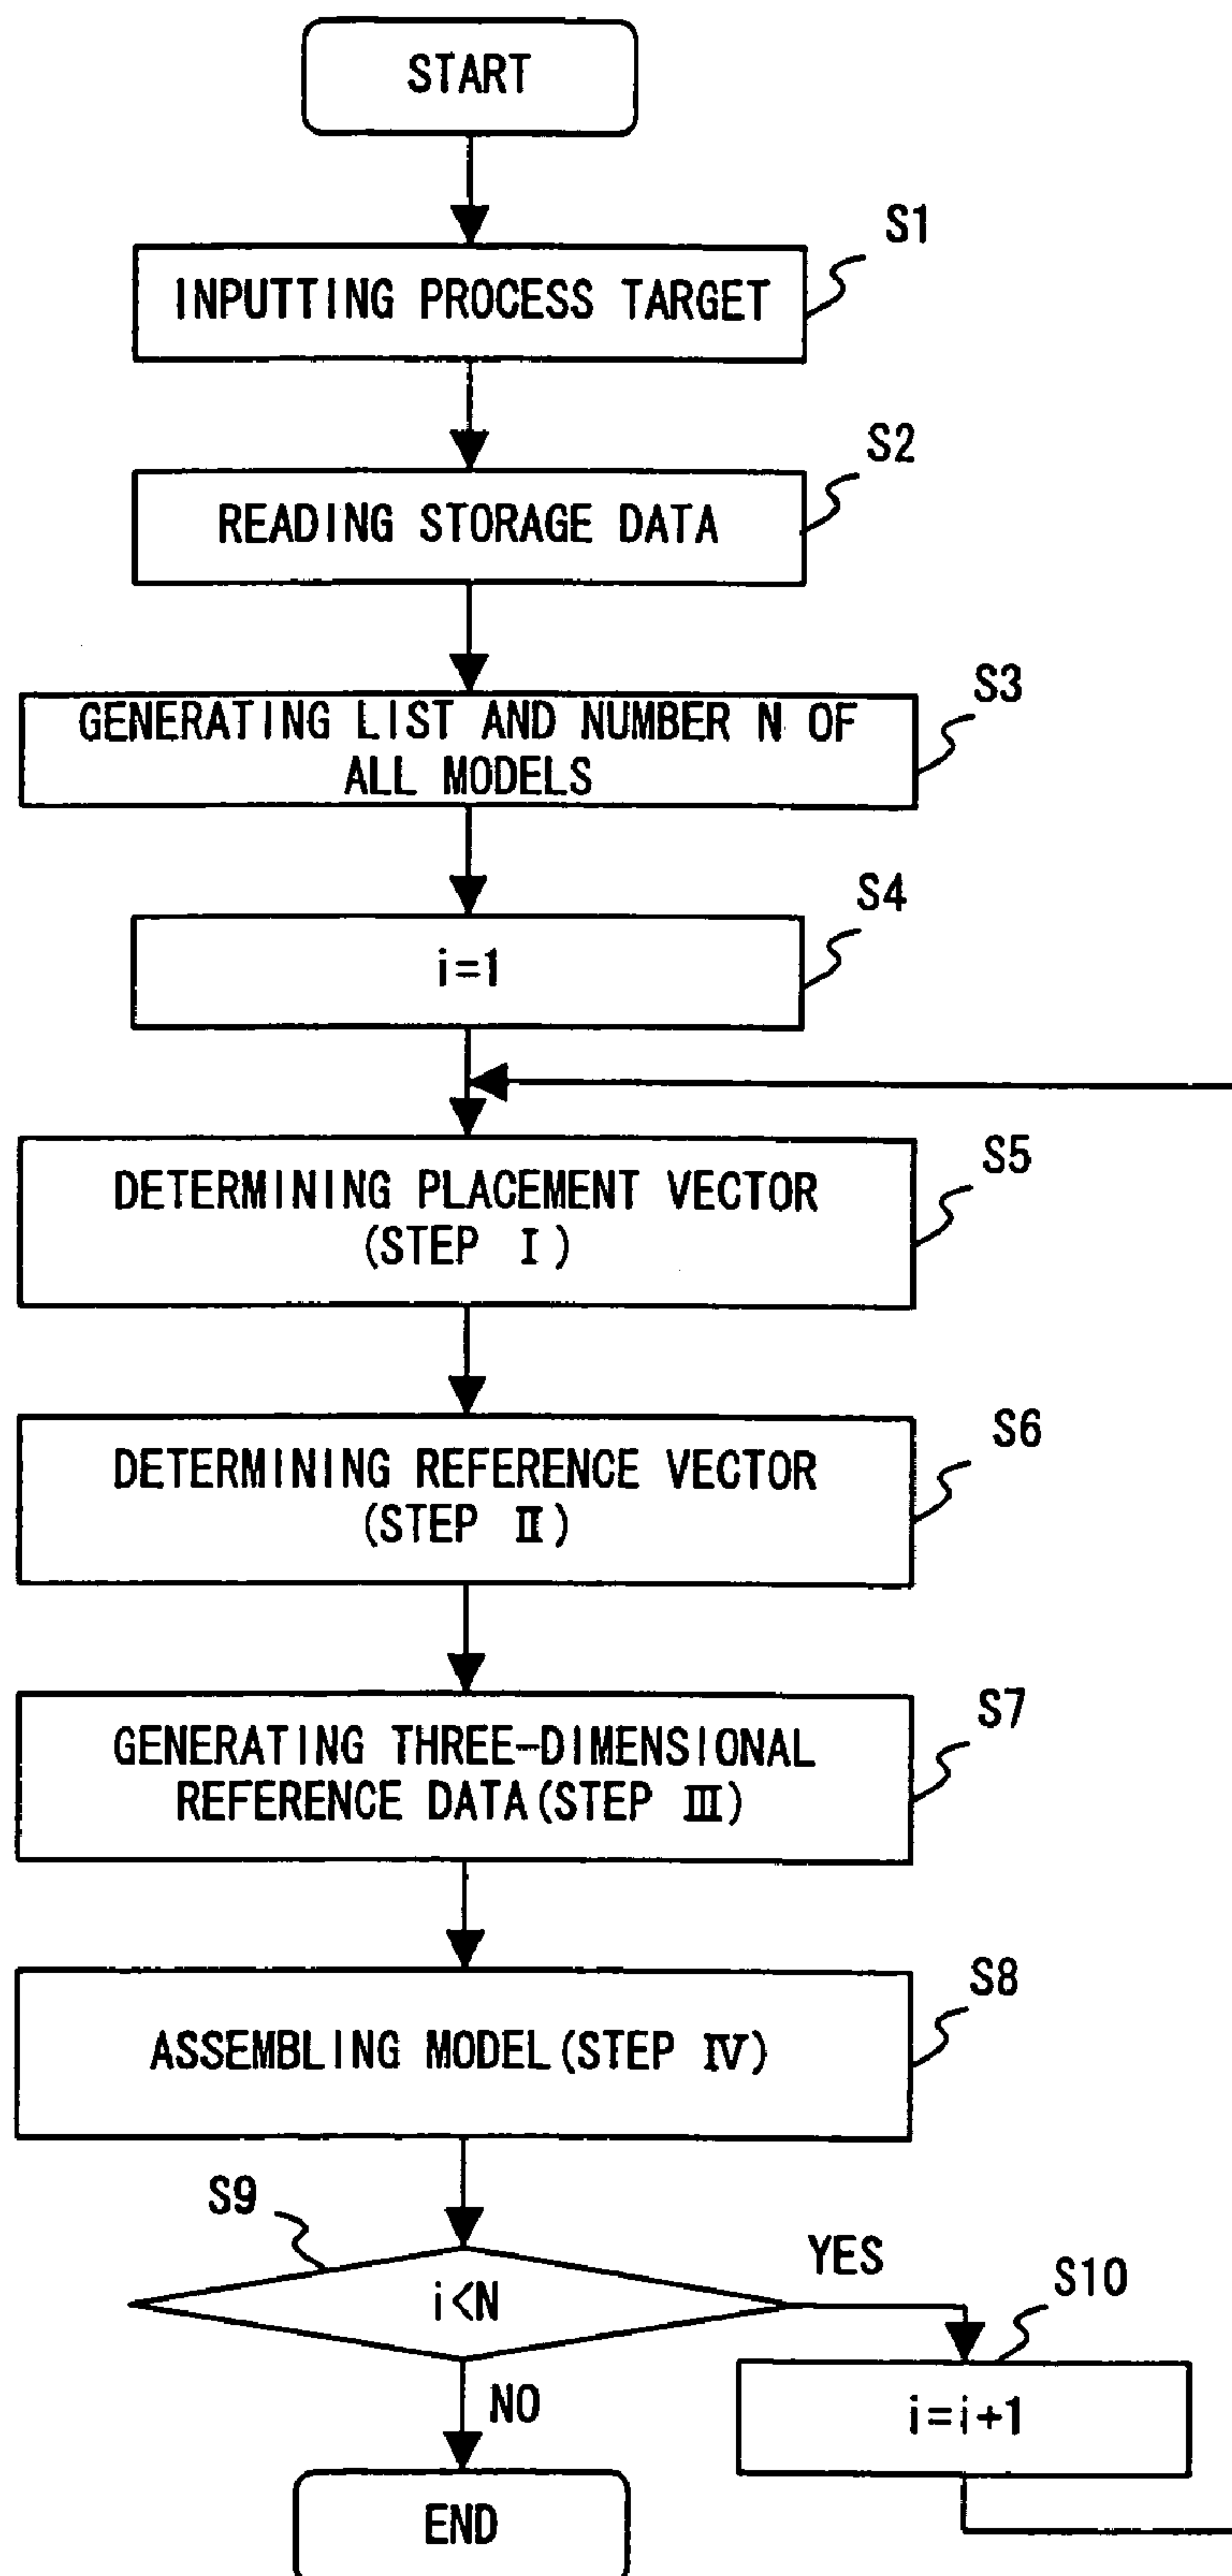 START
S1
INPUTTING PROCESS TARGET
S2
READING STORAGE DATA
S3
GENERATING LIST AND NUMBER N OF
ALL MODELS
S4
i=1
S5
DETERMINING PLACEMENT VECTOR
(STEP Ⅰ)
S6
DETERMINING REFERENCE VECTOR
(STEP Ⅱ)
S7
GENERATING THREE-DIMENSIONAL
REFERENCE DATA(STEP Ⅲ)
S8
ASSEMBLING MODEL(STEP Ⅳ)
S9
i<N
YES
S10
i=i+1
NO
END